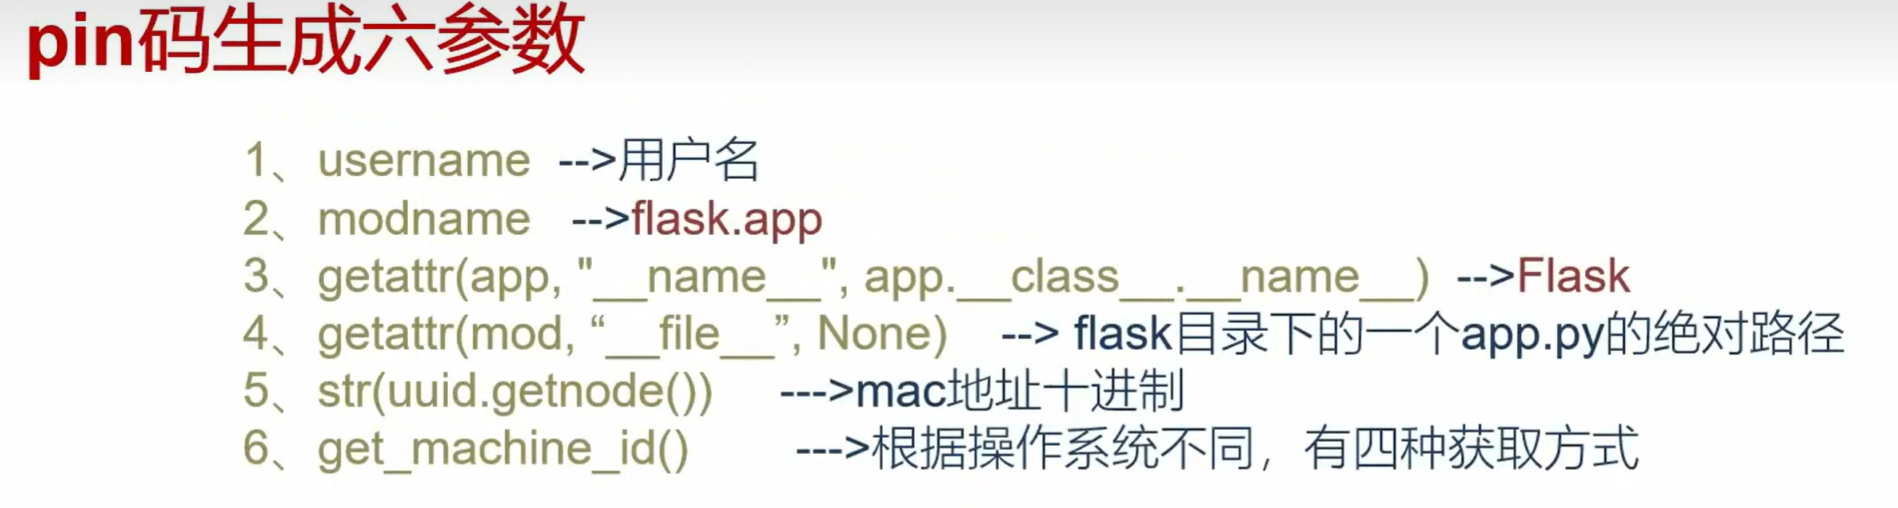 pin码生成六参数
1、username -->用户名
2、modname -->flask.app
3、getattr(app, "__name__", app.__class__.__name__) -->Flask
4、getattr(mod, “__file__”, None) --> flask目录下的一个app.py的绝对路径
5、str(uuid.getnode()) --->mac地址十进制
6、get_machine_id() --->根据操作系统不同，有四种获取方式